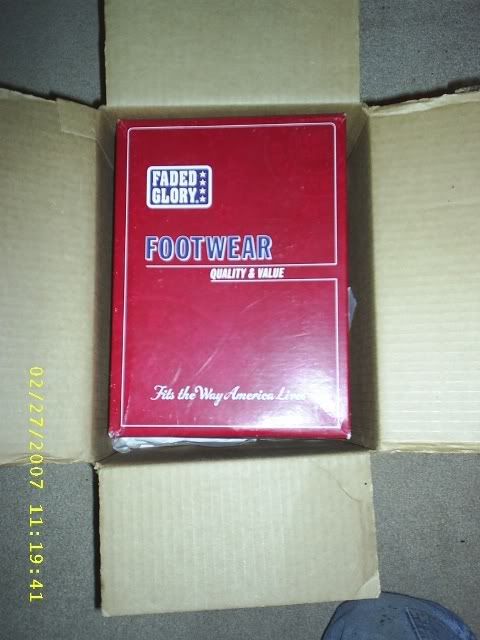 FADED
GLORY
FOOTWEAR
QUALITY & VALUE
Fits the Way America Lives
02/27/2007 11:19:41